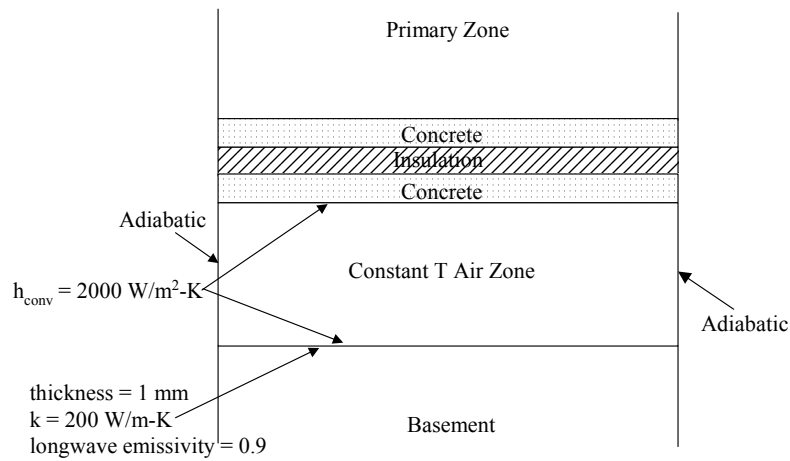 Primary Zone
Concrete
Insulation
Concrete
Adiabatic
Constant T Air Zone
h_conv = 2000 W/m²-K
Adiabatic
thickness = 1 mm
k = 200 W/m-K
longwave emissivity = 0.9
Basement